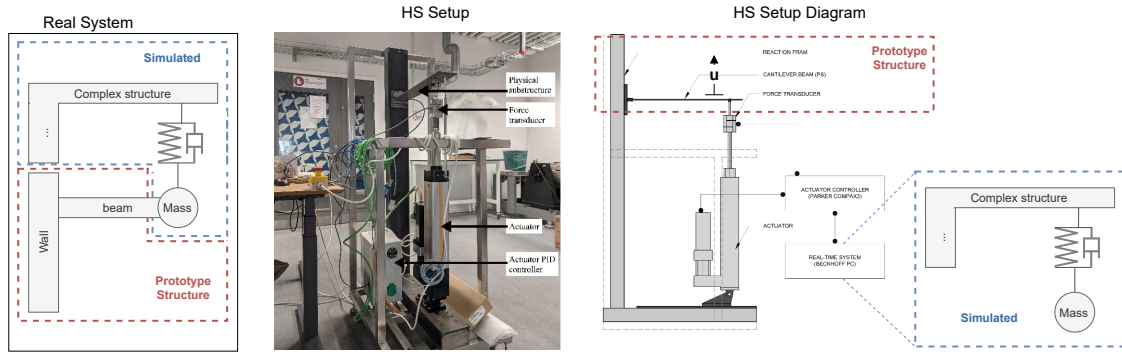 Real System
Simulated
Complex structure
...
Mass
beam
Wall
Prototype
Structure
HS Setup
Physical
substructure
Force
transducer
Actuator
Actuator PID
controller
HS Setup Diagram
REACTION FRAM
Prototype
Structure
u
CANTILEVER BEAM (PS)
FORCE TRANSDUCER
ACTUATOR CONTROLLER
(PARKER COMPAX3)
ACTUATOR
REAL-TIME SYSTEM
(BECKHOFF PC)
Complex structure
...
Mass
Simulated